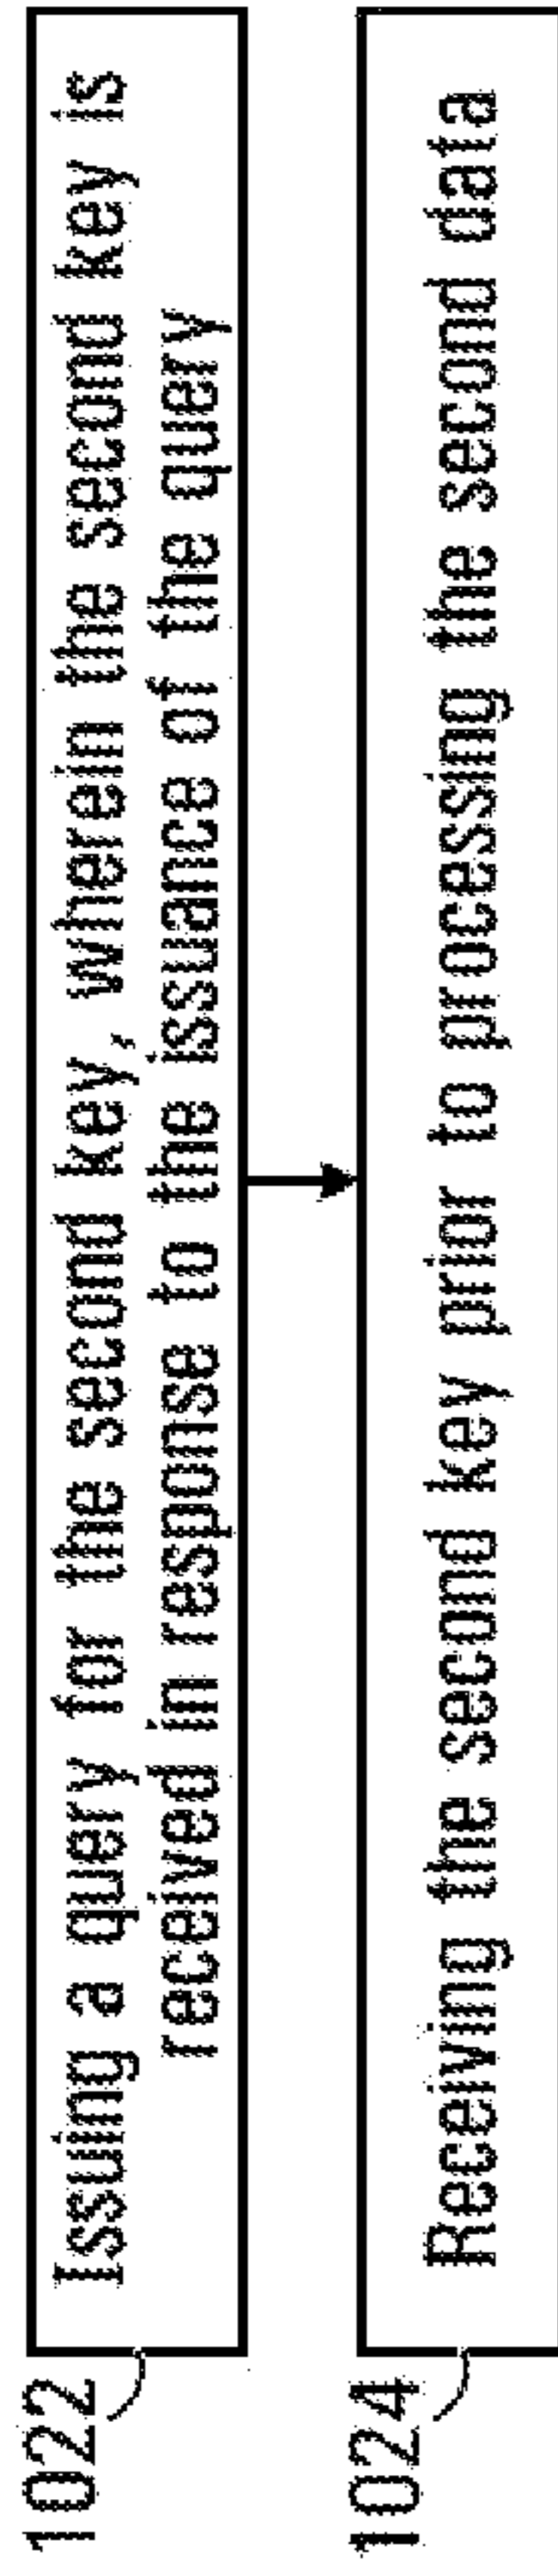 1022
Issuing a query for the second key, wherein the second key is
received in response to the issuance of the query
1024
Receiving the second key prior to processing the second data